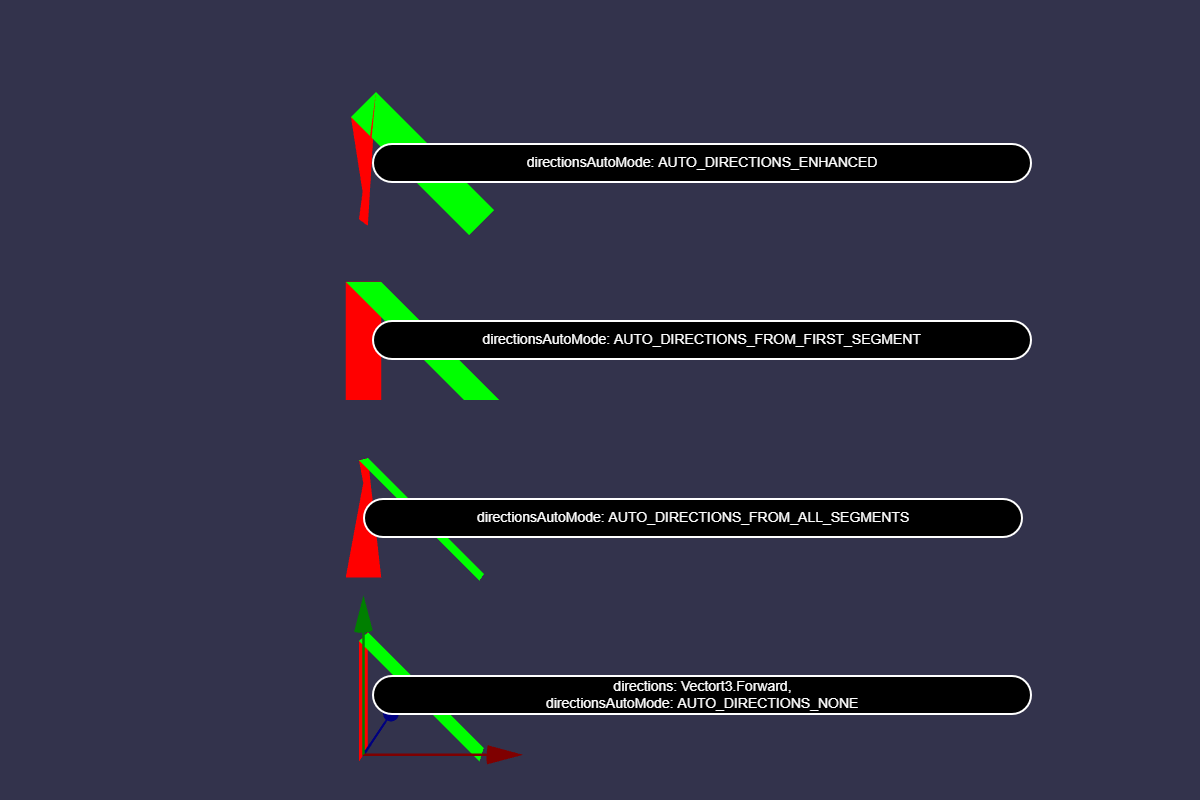 directionsAutoMode: AUTO_DIRECTIONS_ENHANCED
directionsAutoMode: AUTO_DIRECTIONS_FROM_FIRST_SEGMENT
directionsAutoMode: AUTO_DIRECTIONS_FROM_ALL_SEGMENTS
directions: Vectort3.Forward,
directionsAutoMode: AUTO_DIRECTIONS_NONE